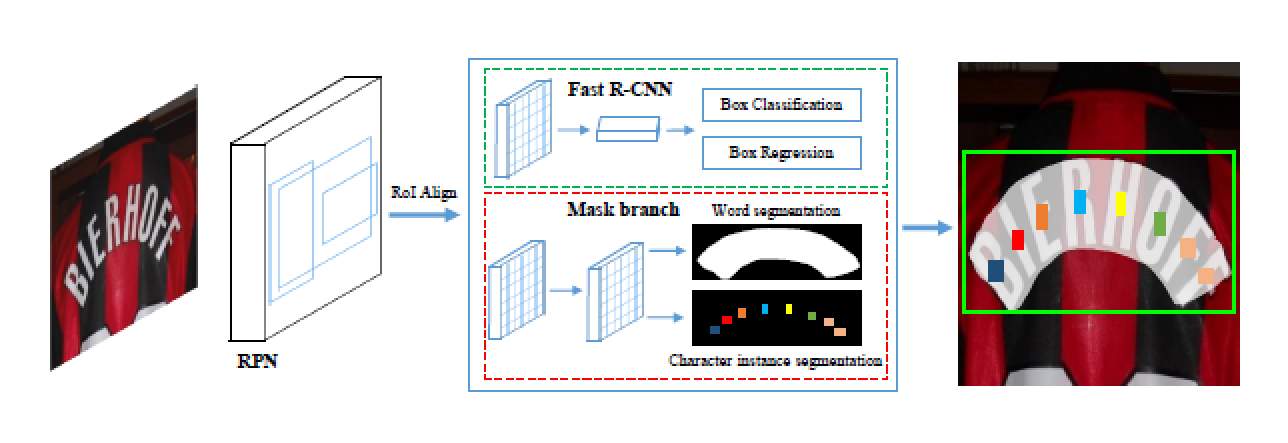 BIERHOFF
RPN
RoI Align
Fast R-CNN
Box Classification
Box Regression
Mask branch
Word segmentation
Character instance segmentation
BIERHOFF